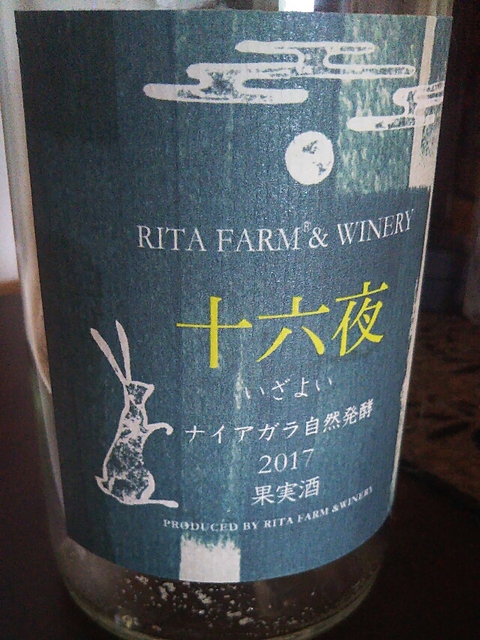 RITA FARM® & WINERY
十六夜
いざよい
ナイアガラ自然発酵
2017
果実酒
PRODUCED BY RITA FARM &WINERY